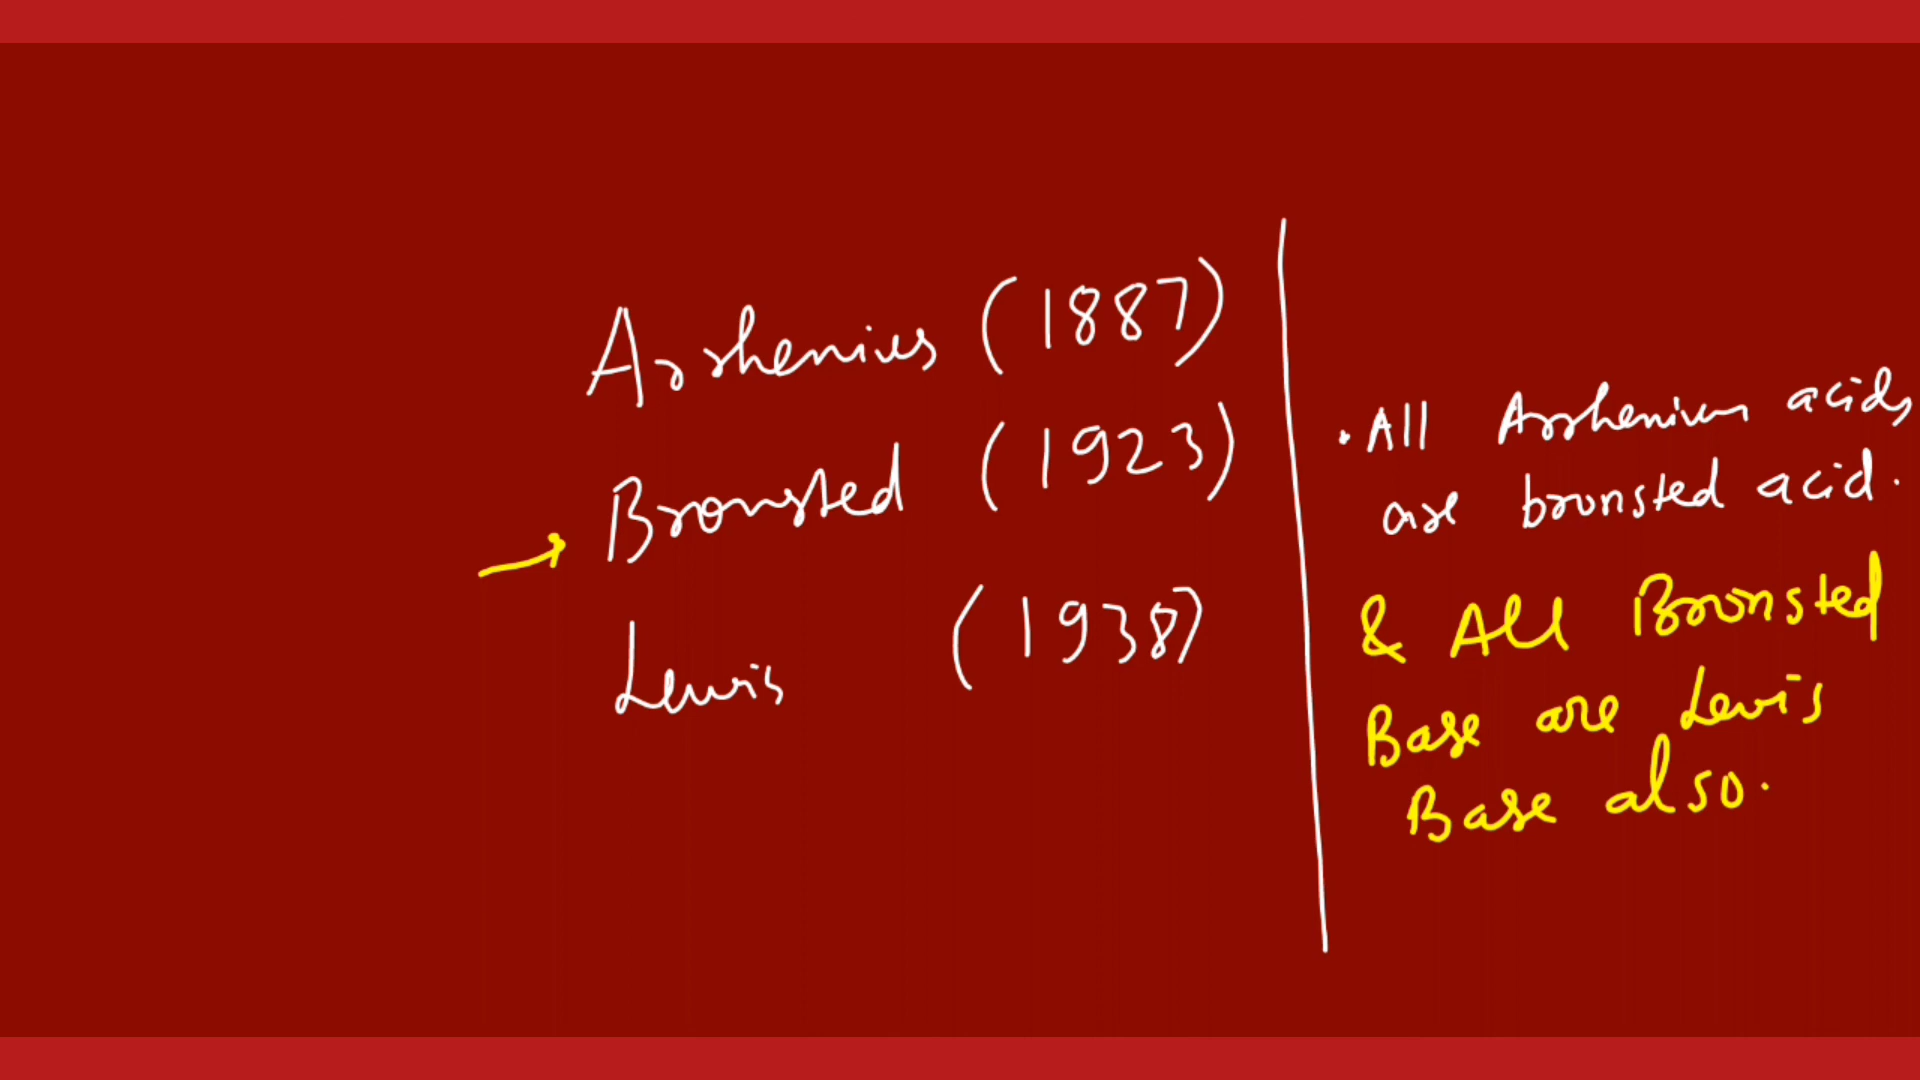 Arrhenius (1887)
Bronsted (1923)
Lewis (1938)
• All Arrhenius acids
are bronsted acid.
& All Bronsted
Base are Lewis
Base also.